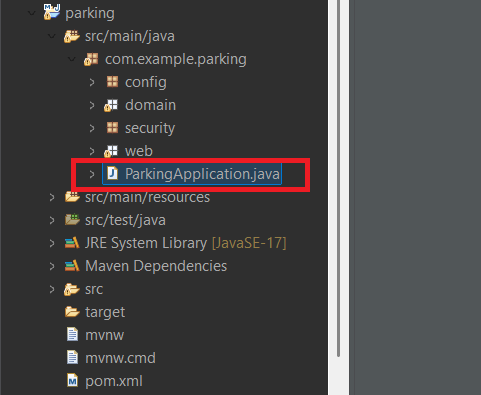 parking
src/main/java
com.example.parking
config
domain
security
web
ParkingApplication.java
src/main/resources
src/test/java
JRE System Library [JavaSE-17]
Maven Dependencies
src
target
mvnw
mvnw.cmd
pom.xml